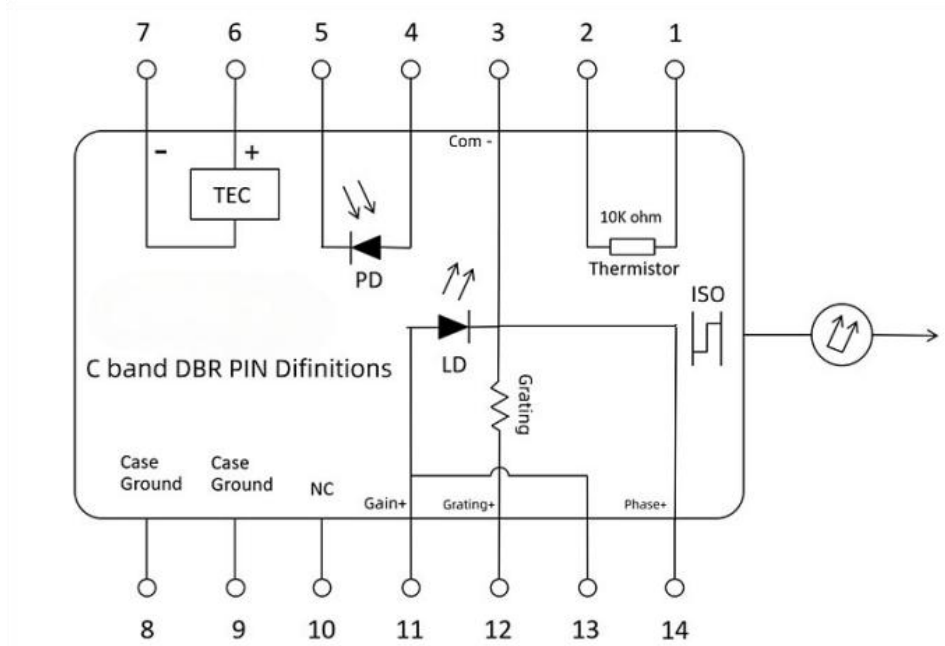 7 6 5 4 3 2 1
Com -
- +
TEC
10K ohm
Thermistor
PD
ISO
LD
C band DBR PIN Difinitions
Grating
Case
Ground
Case
Ground
NC
Gain+
Grating+
Phase+
8 9 10 11 12 13 14